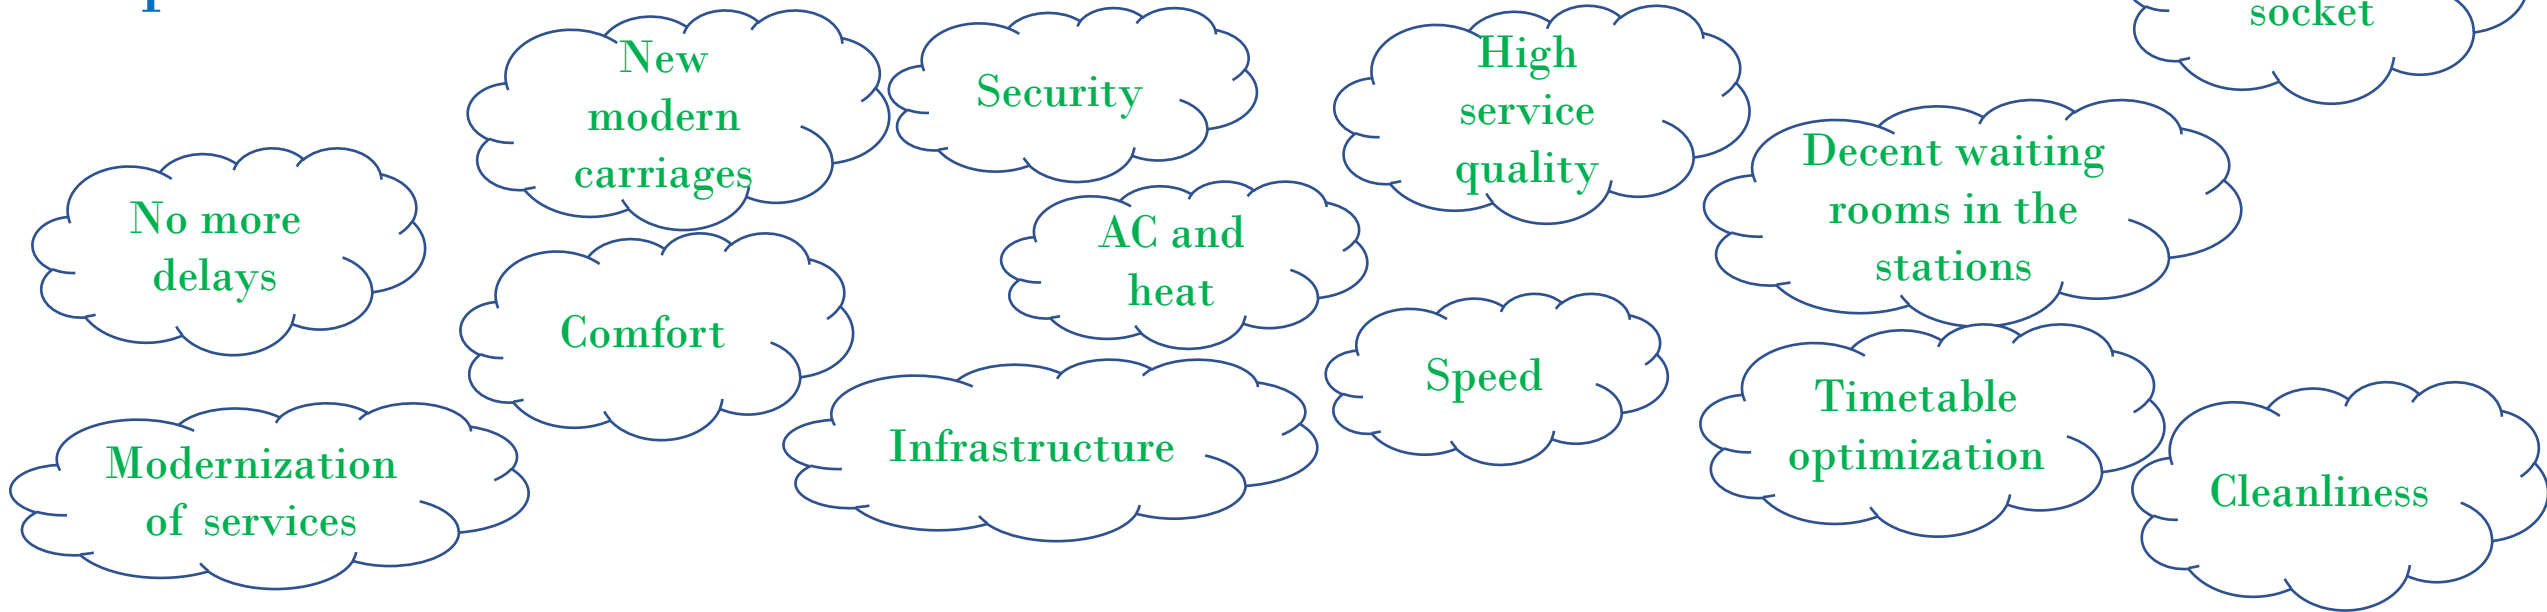 socket
New
modern
carriages
Security
High
service
quality
Decent waiting
rooms in the
stations
No more
delays
AC and
heat
Comfort
Speed
Timetable
optimization
Infrastructure
Modernization
of services
Cleanliness